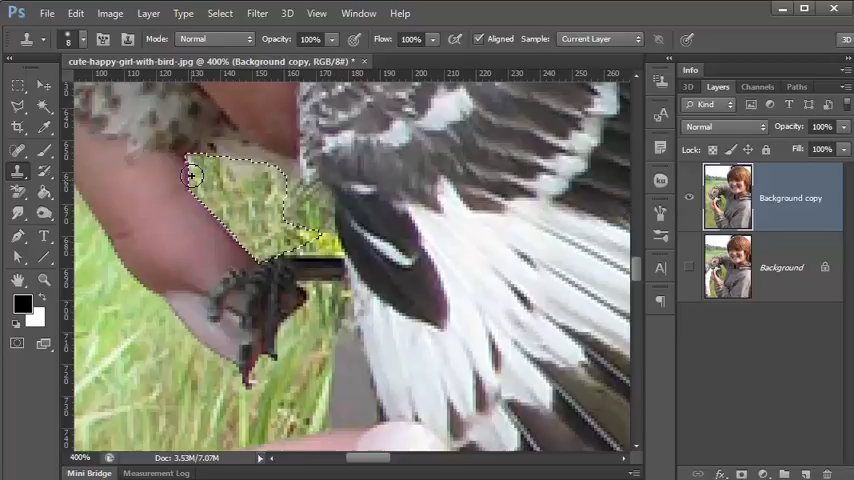 Ps File Edit Image Layer Type Select Filter 3D View Window Help
8 Mode: Normal Opacity: 100% Flow: 100% Aligned Sample: Current Layer 3D
cute-happy-girl-with-bird-.jpg @ 400% (Background copy, RGB/8#) * ×
100 110 120 130 140 150 160 170 180 190 200 210 220 230 240 250 260
Info
3D Layers Channels Paths
Kind
Normal Opacity: 100%
Lock: Fill: 100%
Background copy
Background
400% Doc: 3.53M/7.07M
Mini Bridge Measurement Log